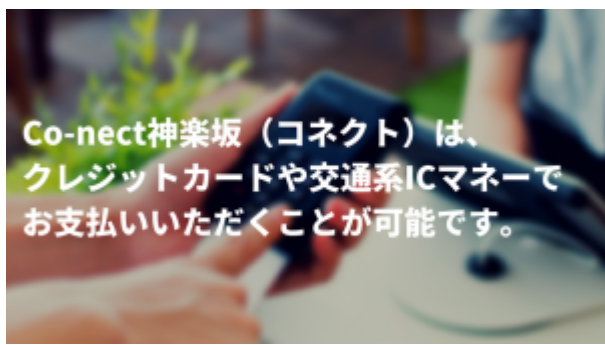 Co-nect神楽坂（コネクト）は、
クレジットカードや交通系ICマネーで
お支払いいただくことが可能です。